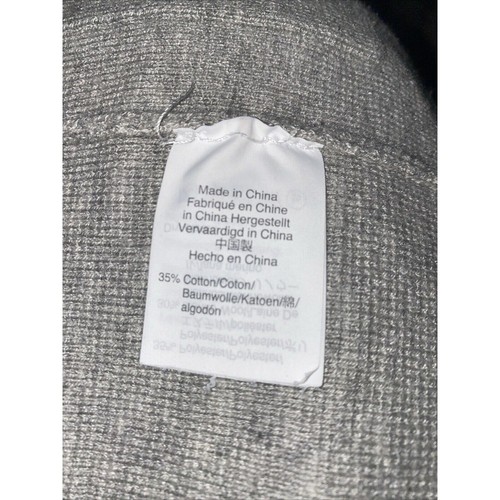 Made in China
Fabriqué en Chine
in China Hergestellt
Vervaardigd in China
中国製
Hecho en China
35% Cotton/Coton/
Baumwolle/Katoen/綿/
algodón